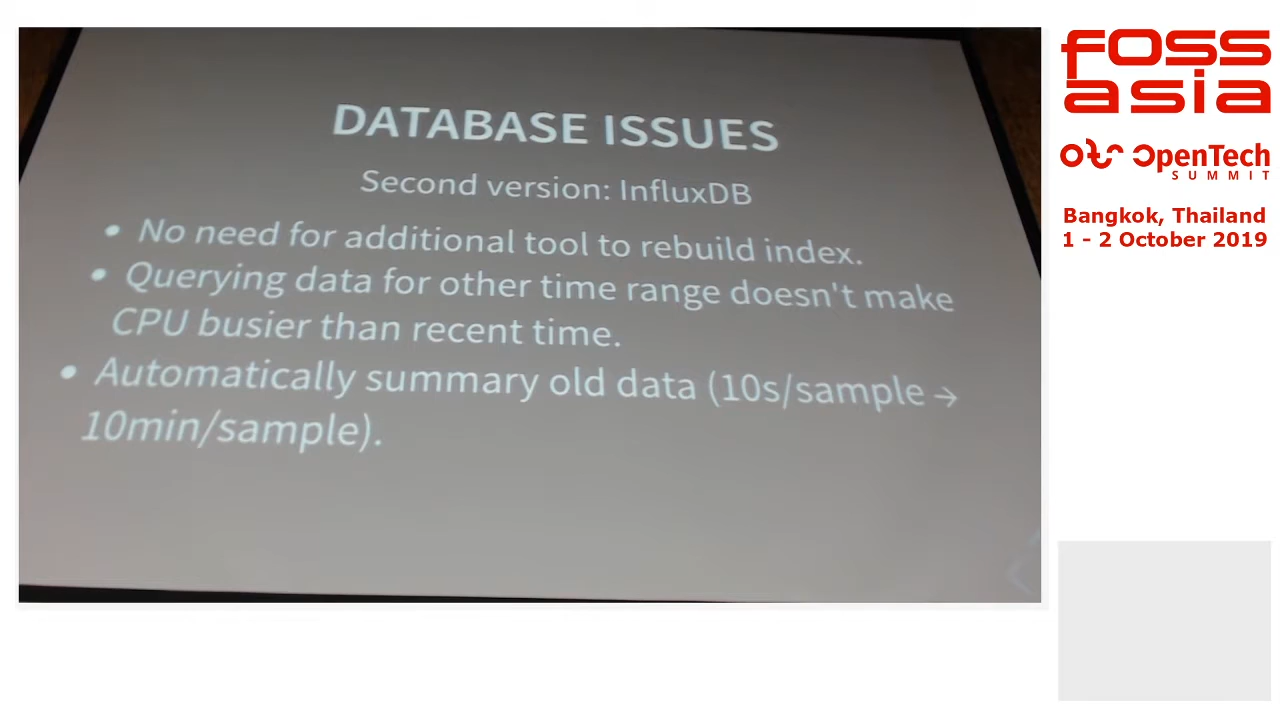 DATABASE ISSUES
Second version: InfluxDB
• No need for additional tool to rebuild index.
• Querying data for other time range doesn't make
CPU busier than recent time.
• Automatically summary old data (10s/sample →
10min/sample).
FOSS
asia
OpenTech
SUMMIT
Bangkok, Thailand
1 - 2 October 2019